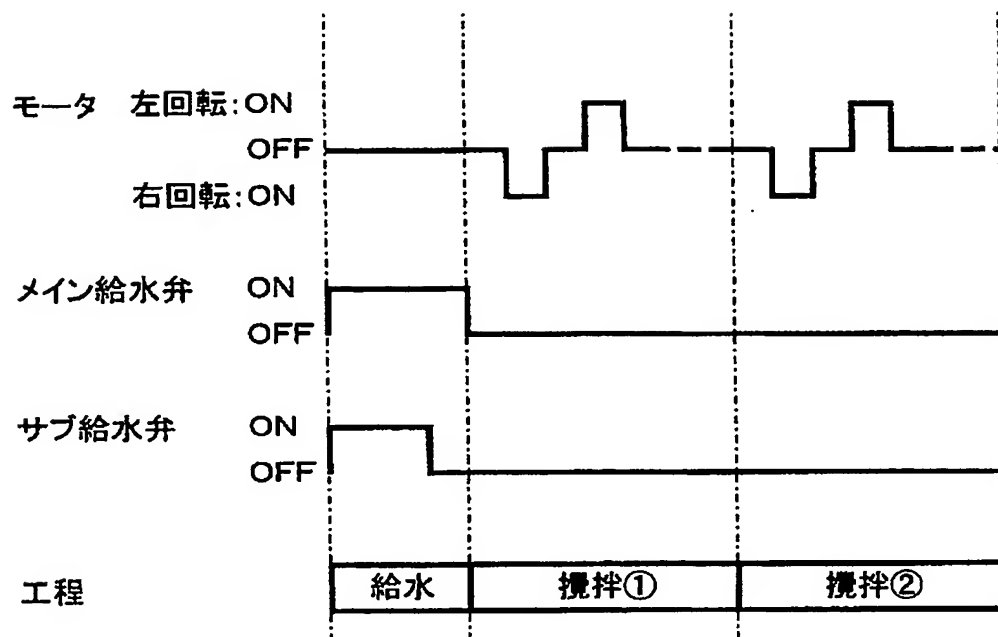 モータ 左回転:ON
OFF
右回転:ON
メイン給水弁 ON
OFF
サブ給水弁 ON
OFF
工程 給水 攪拌① 攪拌②